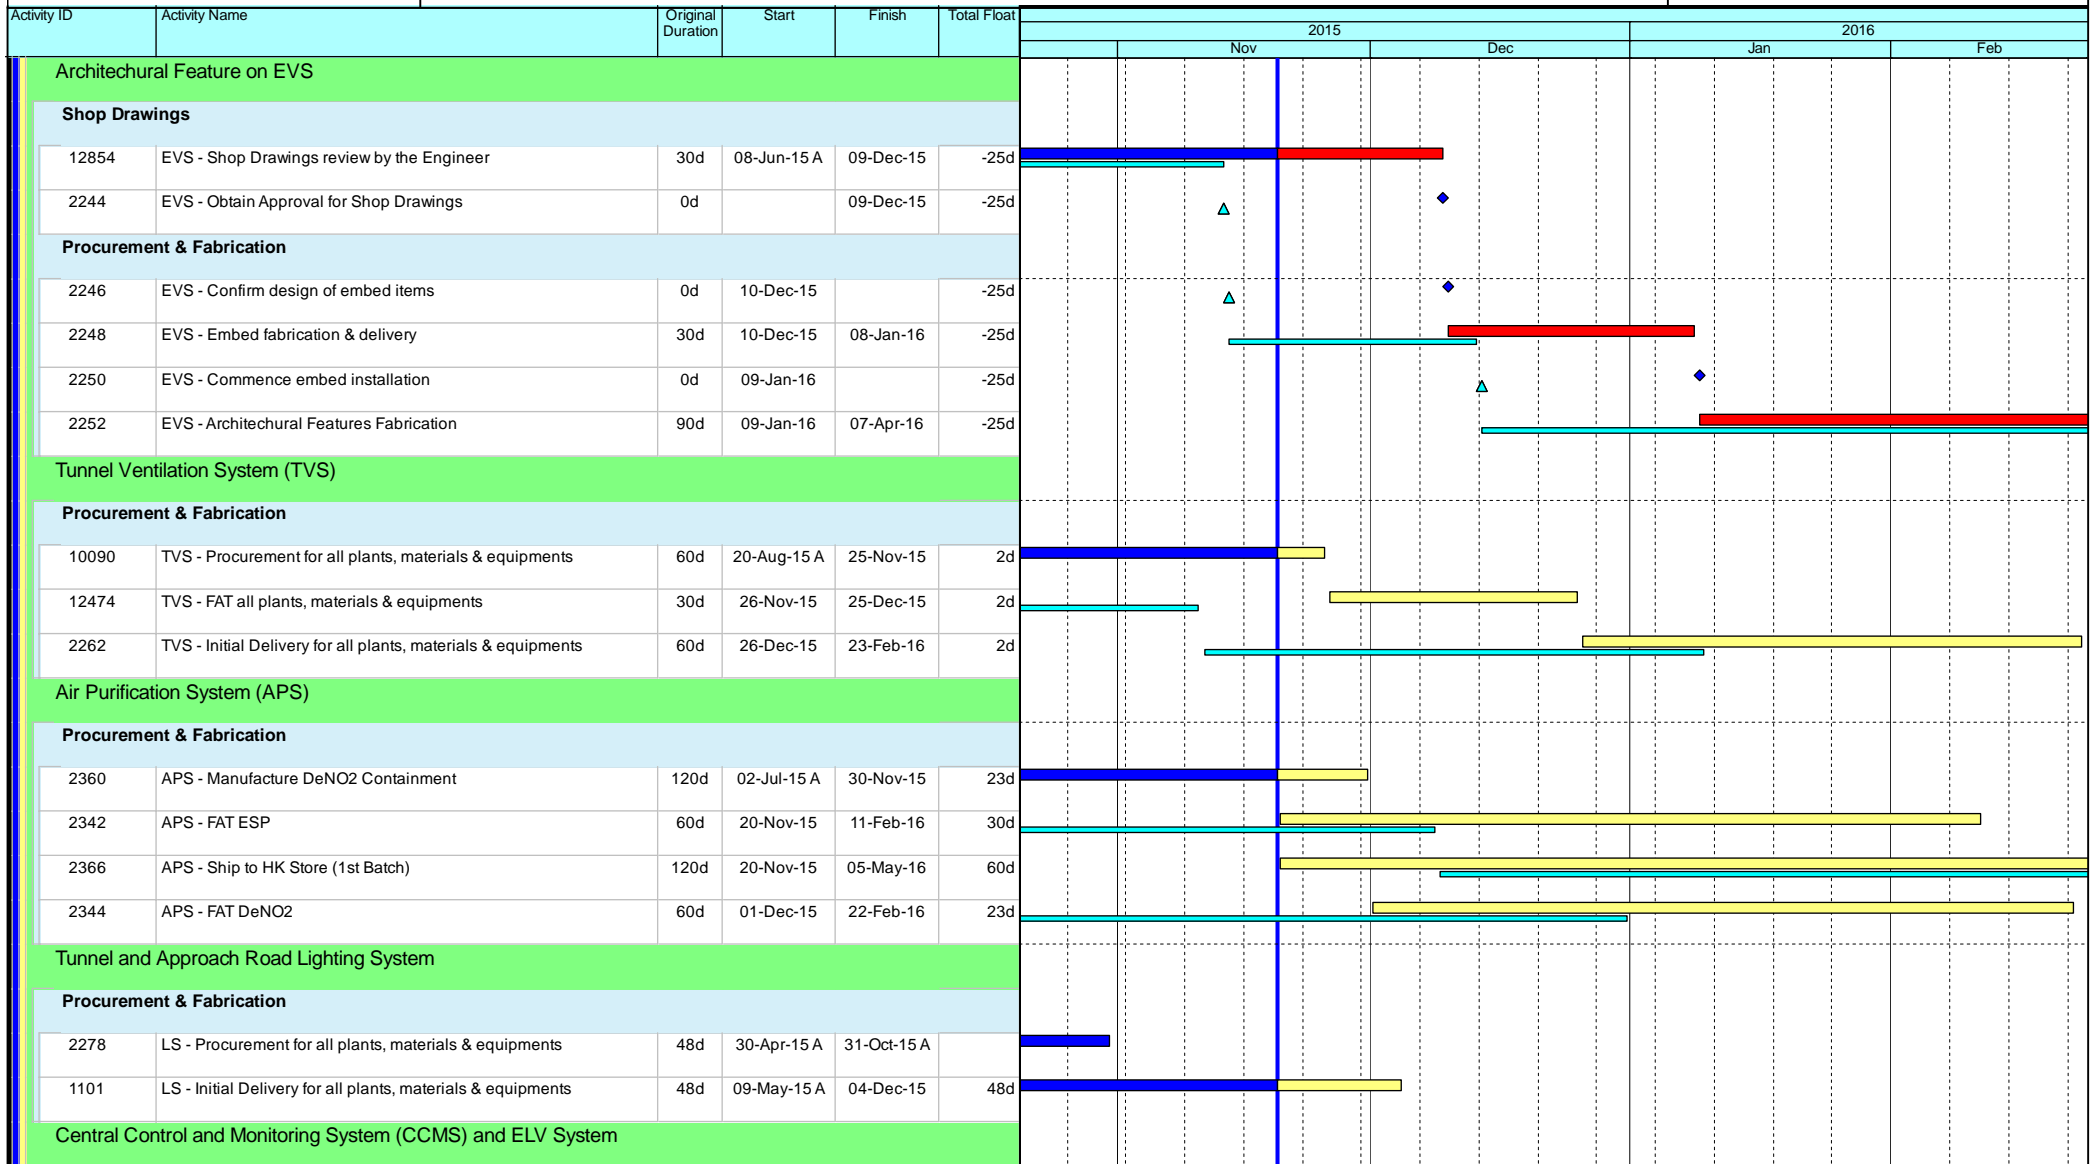 Activity ID Activity Name Original Duration Start Finish Total Float
2015 2016
Nov Dec Jan Feb
Architechural Feature on EVS
Shop Drawings
12854 EVS - Shop Drawings review by the Engineer 30d 08-Jun-15 A 09-Dec-15 -25d
2244 EVS - Obtain Approval for Shop Drawings 0d 09-Dec-15 -25d
Procurement & Fabrication
2246 EVS - Confirm design of embed items 0d 10-Dec-15 -25d
2248 EVS - Embed fabrication & delivery 30d 10-Dec-15 08-Jan-16 -25d
2250 EVS - Commence embed installation 0d 09-Jan-16 -25d
2252 EVS - Architechural Features Fabrication 90d 09-Jan-16 07-Apr-16 -25d
Tunnel Ventilation System (TVS)
Procurement & Fabrication
10090 TVS - Procurement for all plants, materials & equipments 60d 20-Aug-15 A 25-Nov-15 2d
12474 TVS - FAT all plants, materials & equipments 30d 26-Nov-15 25-Dec-15 2d
2262 TVS - Initial Delivery for all plants, materials & equipments 60d 26-Dec-15 23-Feb-16 2d
Air Purification System (APS)
Procurement & Fabrication
2360 APS - Manufacture DeNO2 Containment 120d 02-Jul-15 A 30-Nov-15 23d
2342 APS - FAT ESP 60d 20-Nov-15 11-Feb-16 30d
2366 APS - Ship to HK Store (1st Batch) 120d 20-Nov-15 05-May-16 60d
2344 APS - FAT DeNO2 60d 01-Dec-15 22-Feb-16 23d
Tunnel and Approach Road Lighting System
Procurement & Fabrication
2278 LS - Procurement for all plants, materials & equipments 48d 30-Apr-15 A 31-Oct-15 A
1101 LS - Initial Delivery for all plants, materials & equipments 48d 09-May-15 A 04-Dec-15 48d
Central Control and Monitoring System (CCMS) and ELV System